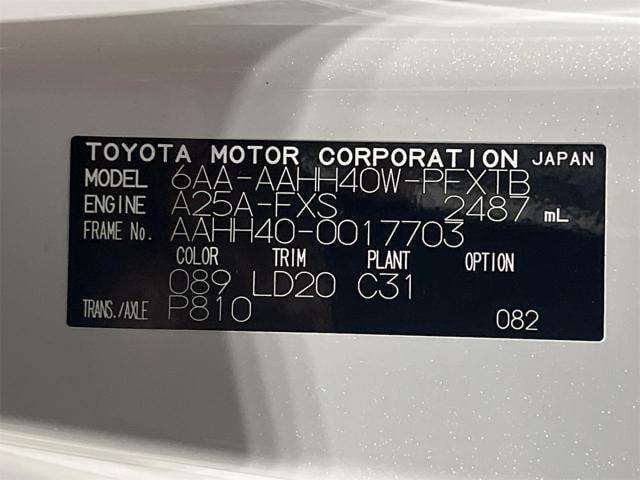 TOYOTA MOTOR CORPORATION JAPAN
MODEL 6AA-AAHH40W-PFXTB
ENGINE A25A-FXS 2487 mL
FRAME No. AAHH40-0017703
COLOR TRIM PLANT OPTION
089 LD20 C31
TRANS./AXLE P810 082